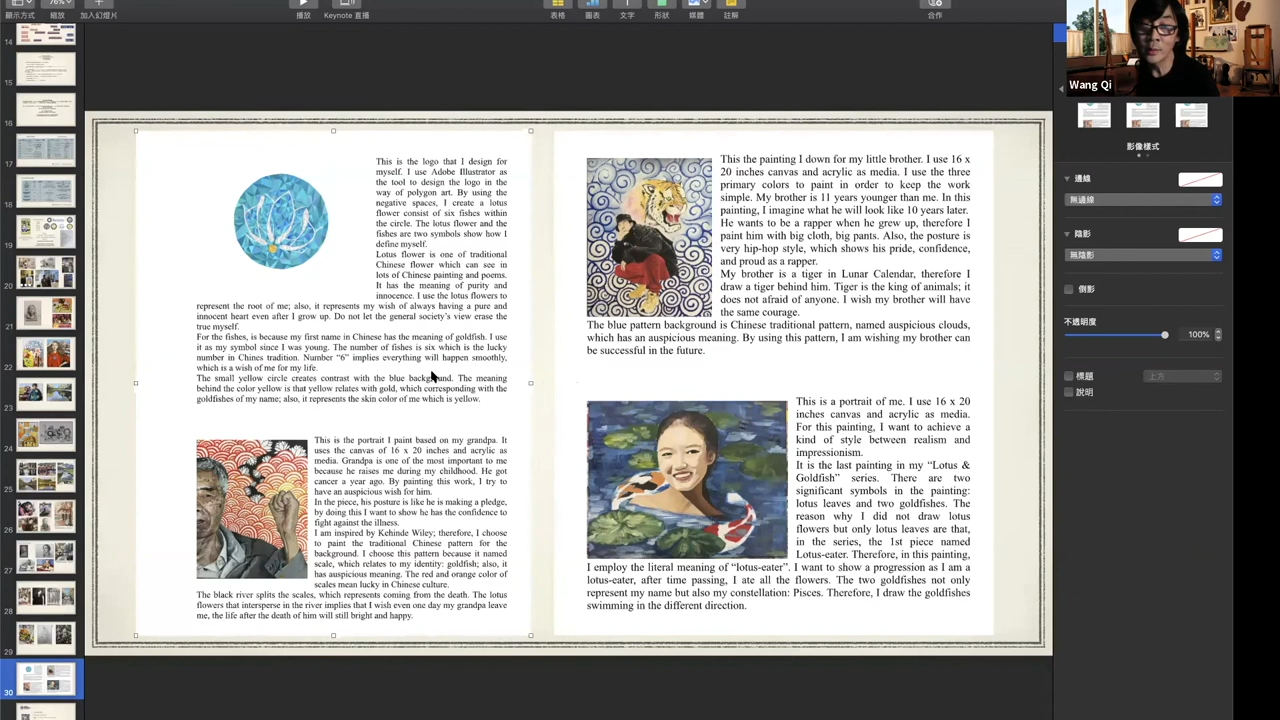 顯示方式
縮放
加入幻燈片
76%
播放
Keynote 直播
表格
圖表
文字
形狀
媒體
註解
合作
Wang Qi
14
15
16
17
18
19
20
21
22
23
24
25
26
27
28
29
30
This is the logo that I design for
myself. I use Adobe Illustrator as
the tool to design the logo in the
way of polygon art. By using the
negative spaces, I create a lotus
flower consist of six fishes within
the circle. The lotus flower and the
fishes are two symbols show how I
define myself.
Lotus flower is one of traditional
Chinese flower which can see in
lots of Chinese painting and poems.
It has the meaning of purity and
innocence. I use the lotus flowers to
represent the root of me; also, it represents my wish of always having a pure and
innocent heart even after I grow up. Do not let the general society's view erase the
true myself.
For the fishes, is because my first name in Chinese has the meaning of goldfish. I use
it as my symbol since I was young. The number of fishes is six which is the lucky
number in Chines tradition. Number "6" implies everything will happen smoothly,
which is a wish of me for my life.
The small yellow circle creates contrast with the blue background. The meaning
behind the color yellow is that yellow relates with gold, which corresponding with the
goldfishes of my name; also, it represents the skin color of me which is yellow.
This is the portrait I paint based on my grandpa. It
uses the canvas of 16 x 20 inches and acrylic as
media. Grandpa is one of the most important to me
because he raises me during my childhood. He got
cancer a year ago. By painting this work, I try to
have an auspicious wish for him.
In the piece, his posture is like he is making a pledge,
by doing this I want to show he has the confidence to
fight against the illness.
I am inspired by Kehinde Wiley; therefore, I choose
to paint the traditional Chinese pattern for the
background. I choose this pattern because it named
scale, which relates to my identity: goldfish; also, it
has auspicious meaning. The red and orange color of
scales mean lucky in Chinese culture.
The black river splits the scales, which represents coming from the death. The lotus
flowers that intersperse in the river implies that I wish even one day my grandpa leave
me, the life after the death of him will still bright and happy.
This the painting I down for my little brother. I use 16 x
20 inches canvas and acrylic as media. I use the three
primary colors to paint in order to keep the work
simple. My brother is 11 years younger than me. In this
painting, I imagine what he will look like 10 years later.
He wants to be a rapper when he grew up, therefore I
paint him with big cloth, big pants. Also, the posture is
very hip-hop style, which shows his pride, confidence,
and proud as a rapper.
My brother is a tiger in Lunar Calendar, therefore I
draw a tiger behind him. Tiger is the king of animals; it
does not afraid of anyone. I wish my brother will have
the same courage.
The blue pattern background is Chinese traditional pattern, named auspicious clouds,
which has an auspicious meaning. By using this pattern, I am wishing my brother can
be successful in the future.
This is a portrait of me. I use 16 x 20
inches canvas and acrylic as media.
For this painting, I want to achieve a
kind of style between realism and
impressionism.
It is the last painting in my "Lotus &
Goldfish" series. There are two
significant symbols in the painting:
lotus leaves and two goldfish. The
reason why I did not draw lotus
flowers but only lotus leaves are that,
in the series, the 1st piece named
Lotus-eater. Therefore, in this painting,
I employ the literal meaning of "lotus-eater". I want to show a progression as I am a
lotus-eater, after time passing, I ate all the flowers. The two goldfishes not only
represent my name but also my constellation: Pisces. Therefore, I draw the goldfishes
swimming in the different direction.
影像樣式
邊線
無邊線
陰影
無陰影
倒影
不透明度
100%
標題
上方
說明